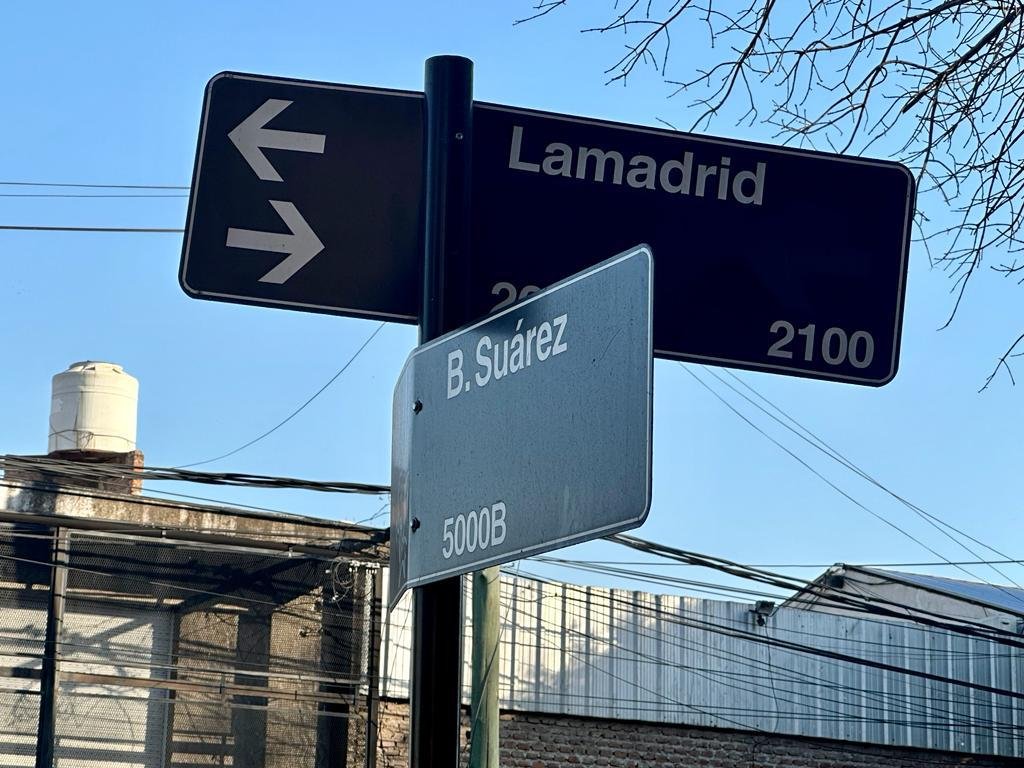 Lamadrid
2100
B. Suárez
5000B